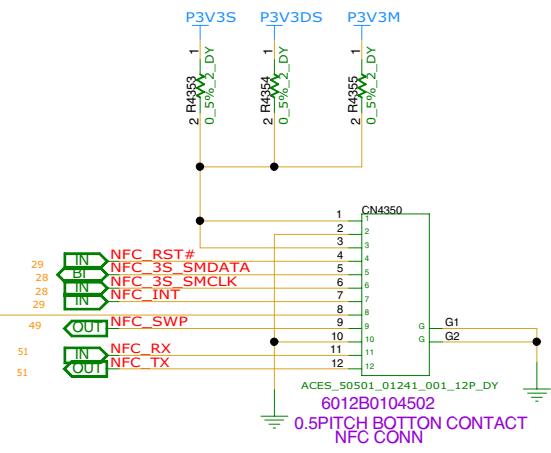 P3V3S P3V3DS P3V3M
1 1 1
R4353 0_5%_2_DY R4354 0_5%_2_DY R4355 0_5%_2_DY
2 2 2
CN4350
1 1
2 2
3 3
29 IN NFC_RST# 4 4
28 BI NFC_3S_SMDATA 5 5
28 IN NFC_3S_SMCLK 6 6
29 IN NFC_INT 7 7
8 8
49 OUT NFC_SWP 9 9 G G1
10 10 G G2
51 IN NFC_RX 11 11
51 OUT NFC_TX 12 12
ACES_50501_01241_001_12P_DY
6012B0104502
0.5PITCH BOTTON CONTACT
NFC CONN